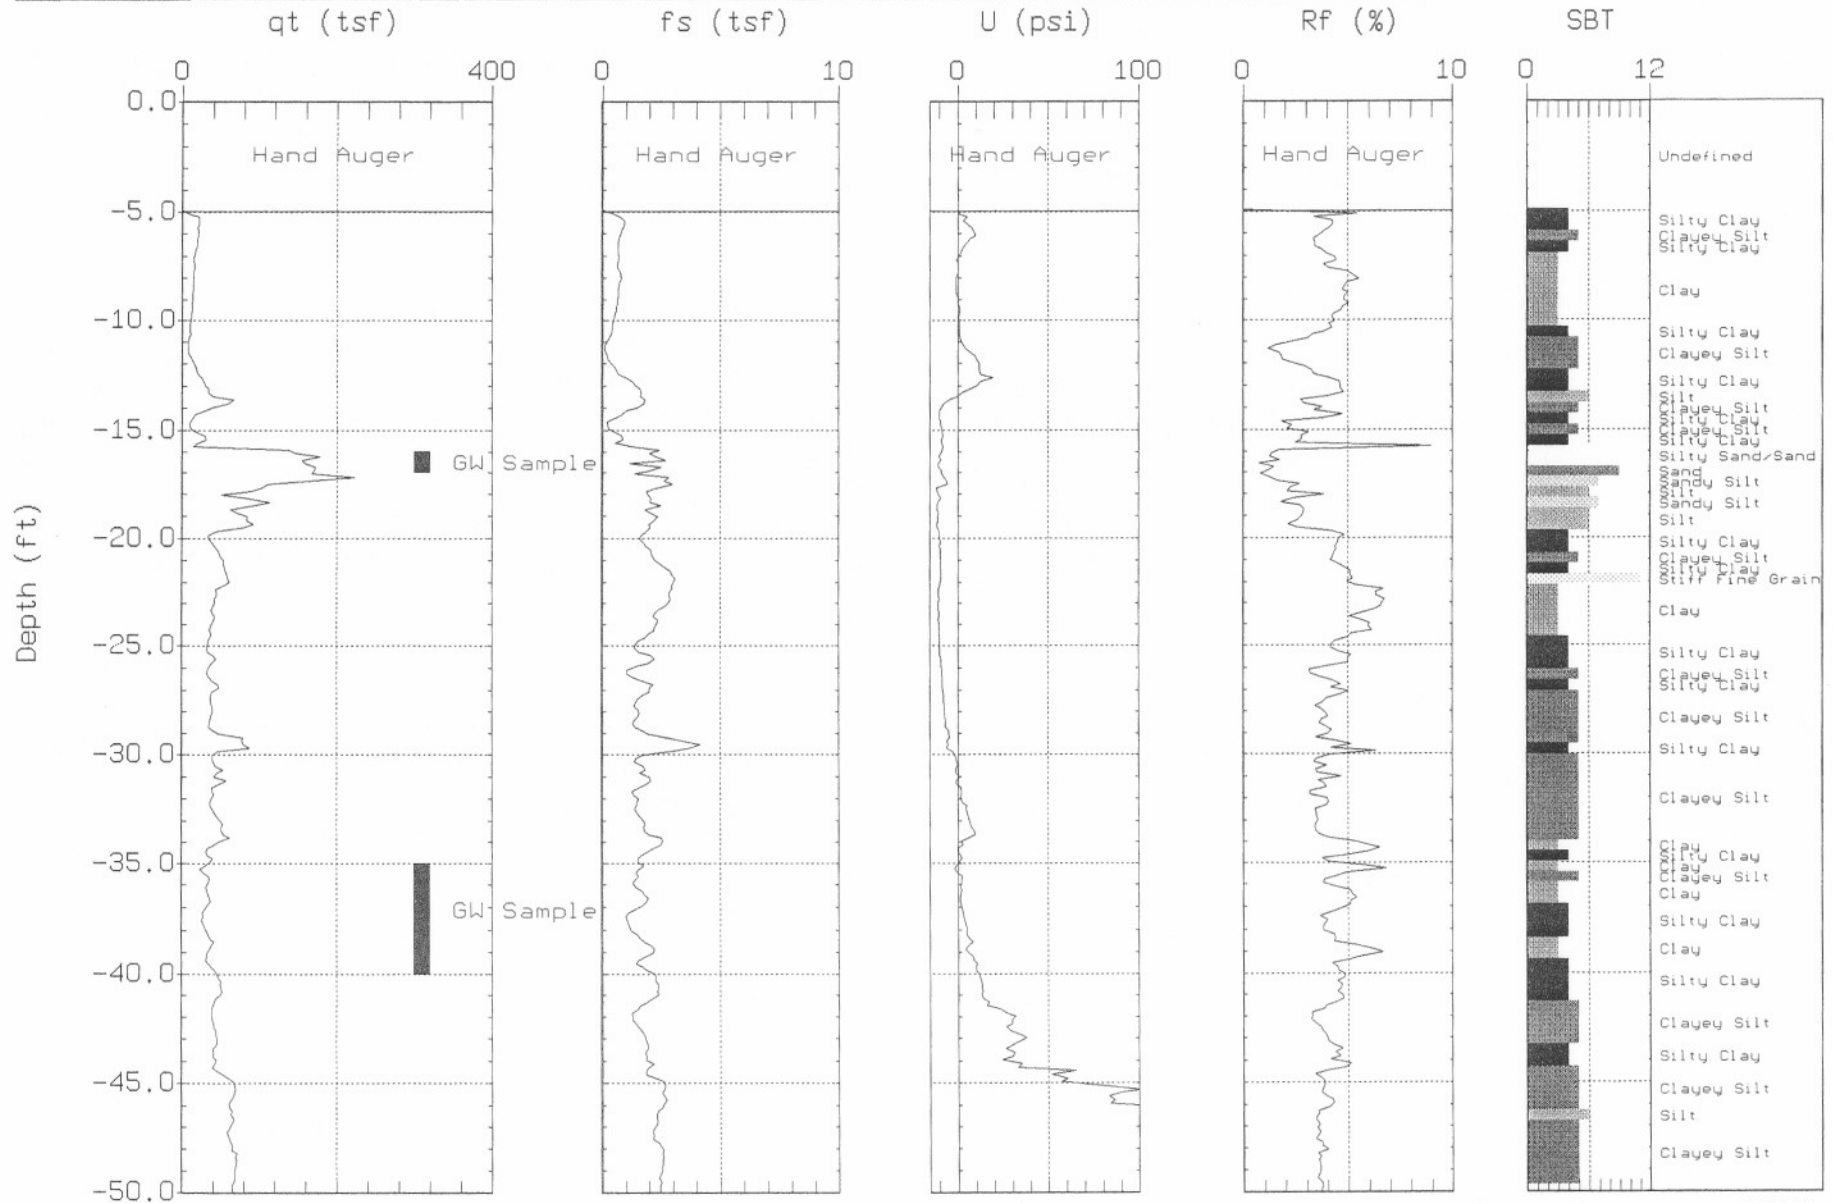 qt (tsf) fs (tsf) U (psi) Rf (%) SBT
0 400 0 10 0 100 0 10 0 12
0.0
Hand Auger Hand Auger Hand Auger Hand Auger Undefined
-5.0
Silty Clay
Clayey Silt
Silty Clay
Clay
-10.0
Silty Clay
Clayey Silt
Silty Clay
Silt
Clayey Silt
Silty Clay
-15.0
Clayey Silt
Silty Clay
Silty Sand/Sand
GW Sample
Sand
Sandy Silt
Silt
Sandy Silt
Silt
-20.0
Silty Clay
Clayey Silt
Silty Clay
Stiff Fine Grain
Depth (ft)
Clay
-25.0
Silty Clay
Clayey Silt
Silty Clay
Clayey Silt
-30.0
Silty Clay
Clayey Silt
Clay
-35.0
Silty Clay
Clay
Clayey Silt
Clay
GW Sample
Silty Clay
Clay
-40.0
Silty Clay
Clayey Silt
Silty Clay
-45.0
Clayey Silt
Silt
Clayey Silt
-50.0